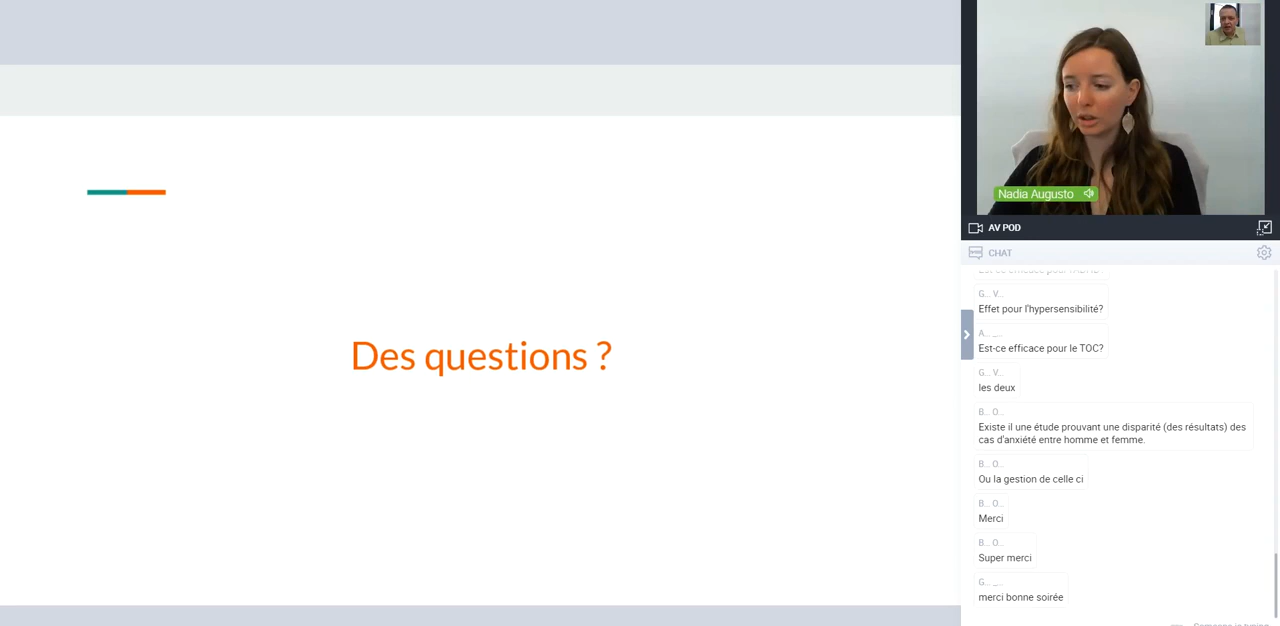 Des questions ?
Nadia Augusto
AV POD
CHAT
G... V...
Effet pour l'hypersensibilité?
A... _...
Est-ce efficace pour le TOC?
G... V...
les deux
B... O...
Existe il une étude prouvant une disparité (des résultats) des
cas d'anxiété entre homme et femme.
B... O...
Ou la gestion de celle ci
B... O...
Merci
B... O...
Super merci
G... _...
merci bonne soirée